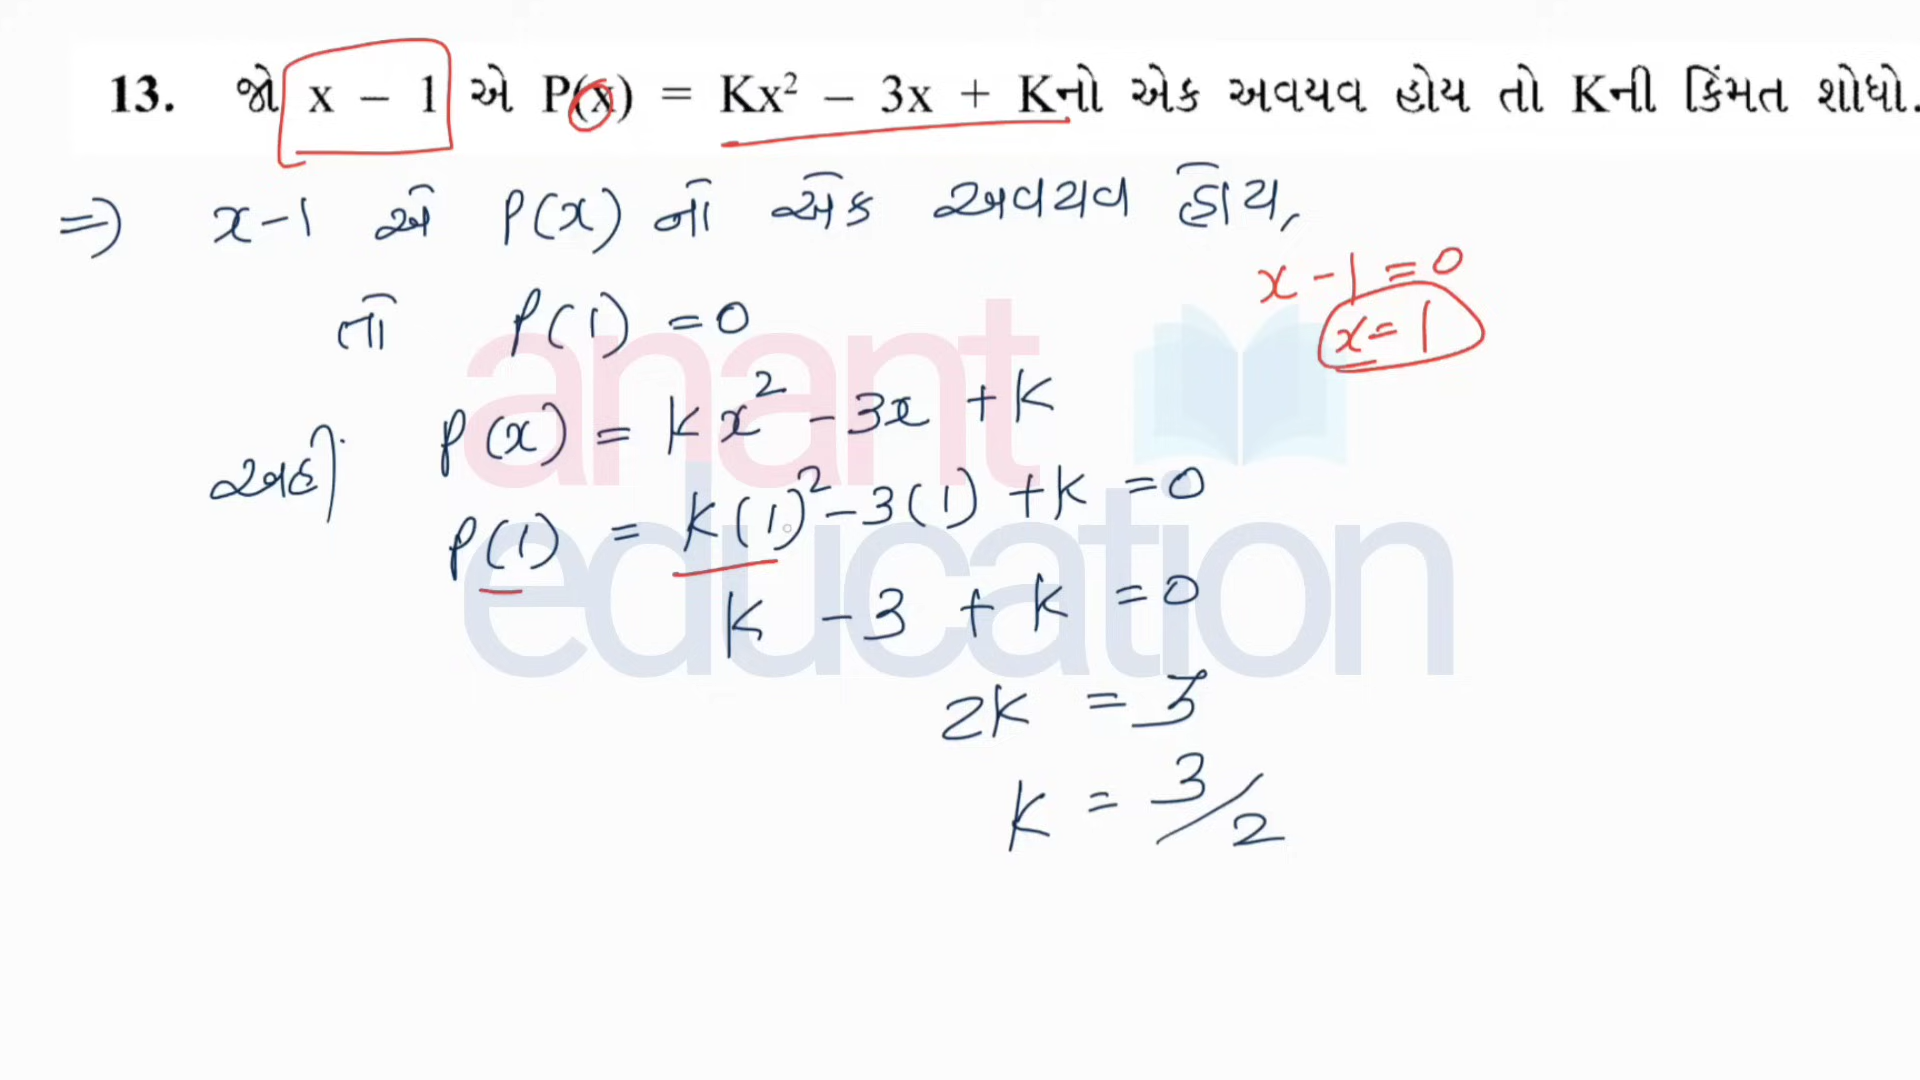 13. જો x – 1 એ P(x) = Kx² – 3x + Kનો એક અવયવ હોય તો Kની કિંમત શોધો.
⇒ x-1 એ P(x) નો એક અવયવ હોય,
x - 1 = 0
તો P(1) = 0
x = 1
P(x) = Kx² - 3x + K
અહીં
P(1) = K(1)² - 3(1) + K = 0
K - 3 + K = 0
2K = 3
K = 3/2
anant
education